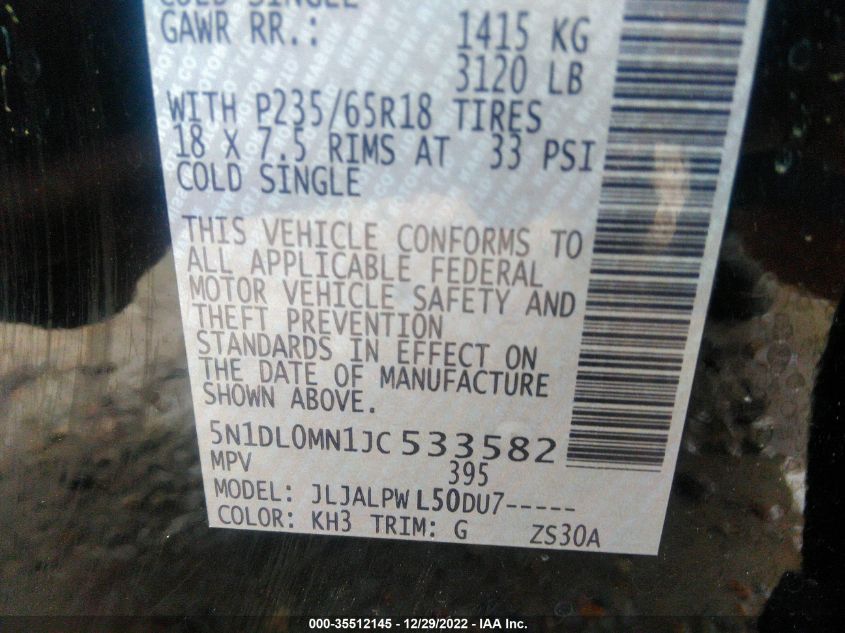 COLD SINGLE
GAWR RR.: 1415 KG
3120 LB
WITH P235/65R18 TIRES
18 X 7.5 RIMS AT 33 PSI
COLD SINGLE
THIS VEHICLE CONFORMS TO
ALL APPLICABLE FEDERAL
MOTOR VEHICLE SAFETY AND
THEFT PREVENTION
STANDARDS IN EFFECT ON
THE DATE OF MANUFACTURE
SHOWN ABOVE.
5N1DL0MN1JC533582
MPV 395
MODEL: JLJALPWL50DU7-----
COLOR: KH3 TRIM: G ZS30A
000-35512145 - 12/29/2022 - IAA Inc.